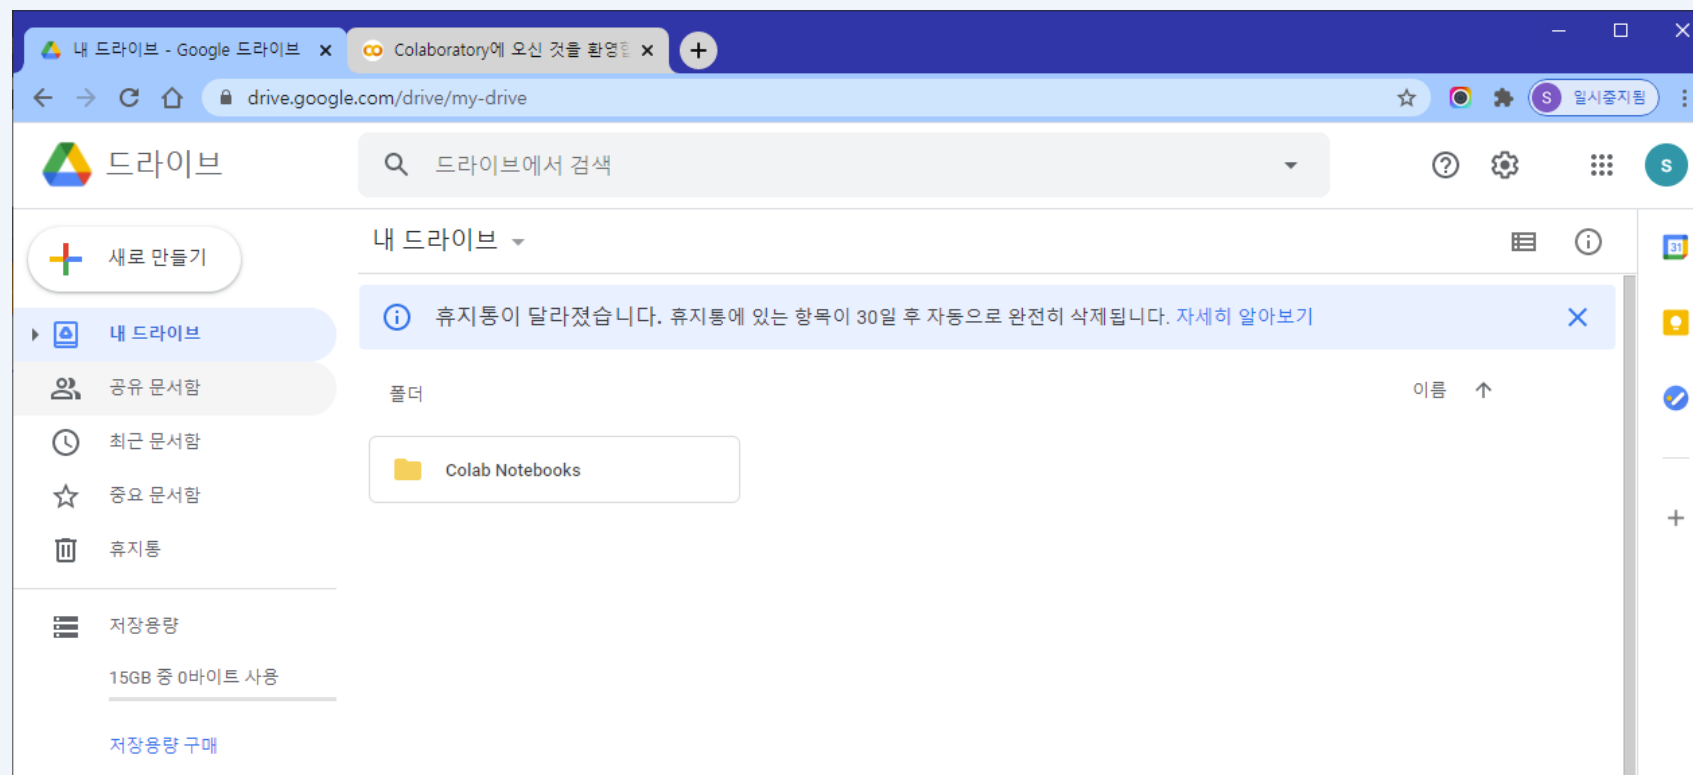 내 드라이브 - Google 드라이브
Colaboratory에 오신 것을 환영합
drive.google.com/drive/my-drive
S 일시중지됨
드라이브
드라이브에서 검색
S
새로 만들기
내 드라이브
31
휴지통이 달라졌습니다. 휴지통에 있는 항목이 30일 후 자동으로 완전히 삭제됩니다. 자세히 알아보기
내 드라이브
공유 문서함
폴더
이름
최근 문서함
Colab Notebooks
중요 문서함
휴지통
저장용량
15GB 중 0바이트 사용
저장용량 구매